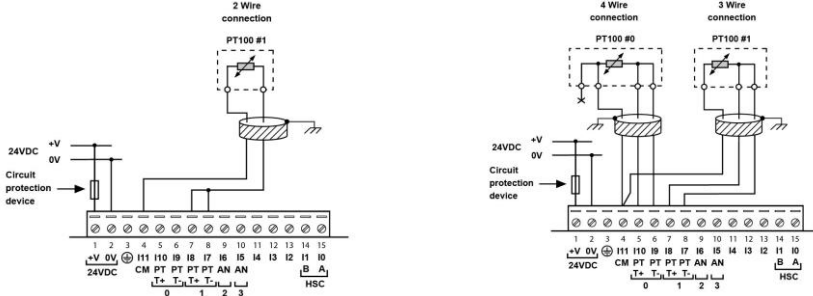 2 Wire
connection
PT100 #1
24VDC
+V
0V
Circuit
protection
device
1 2 3 4 5 6 7 8 9 10 11 12 13 14 15
+V 0V I11 I10 I9 I8 I7 I6 I5 I4 I3 I2 I1 I0
24VDC CM PT PT PT PT AN AN B A
T+ T- T+ T- HSC
0 1 2 3
4 Wire
connection
PT100 #0
3 Wire
connection
PT100 #1
24VDC
+V
0V
Circuit
protection
device
1 2 3 4 5 6 7 8 9 10 11 12 13 14 15
+V 0V I11 I10 I9 I8 I7 I6 I5 I4 I3 I2 I1 I0
24VDC CM PT PT PT PT AN AN B A
T+ T- T+ T- HSC
0 1 2 3